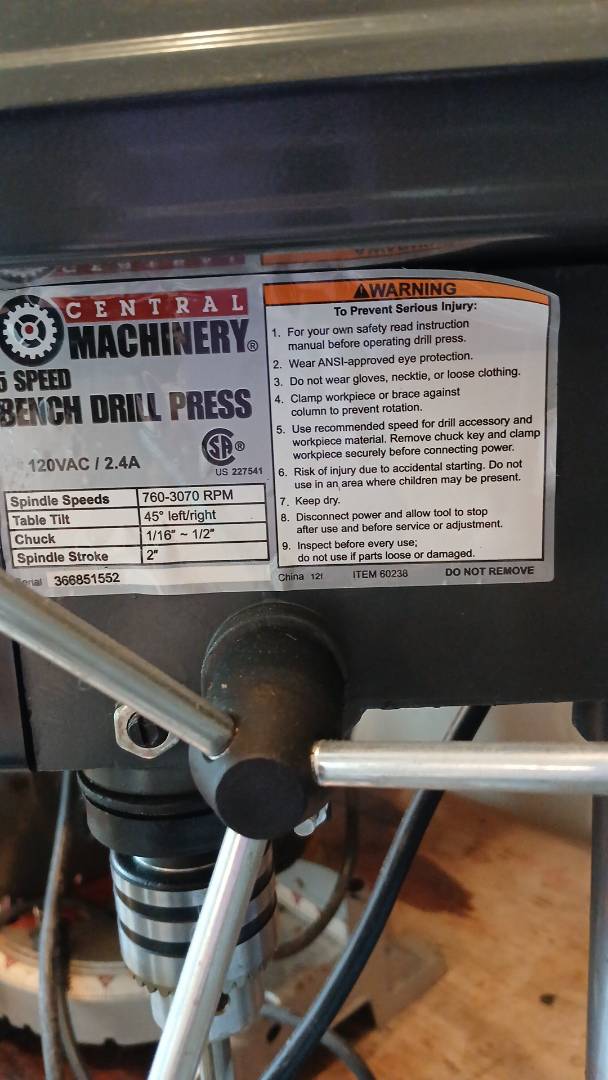 CENTRAL
MACHINERY®
5 SPEED
BENCH DRILL PRESS
120VAC / 2.4A
SA ®
US 227541
Spindle Speeds 760-3070 RPM
Table Tilt 45° left/right
Chuck 1/16" ~ 1/2"
Spindle Stroke 2"
Serial 366851552
⚠WARNING
To Prevent Serious Injury:
1. For your own safety read instruction
manual before operating drill press.
2. Wear ANSI-approved eye protection.
3. Do not wear gloves, necktie, or loose clothing.
4. Clamp workpiece or brace against
column to prevent rotation.
5. Use recommended speed for drill accessory and
workpiece material. Remove chuck key and clamp
workpiece securely before connecting power.
6. Risk of injury due to accidental starting. Do not
use in an area where children may be present.
7. Keep dry.
8. Disconnect power and allow tool to stop
after use and before service or adjustment.
9. Inspect before every use;
do not use if parts loose or damaged.
China 12f ITEM 60238 DO NOT REMOVE